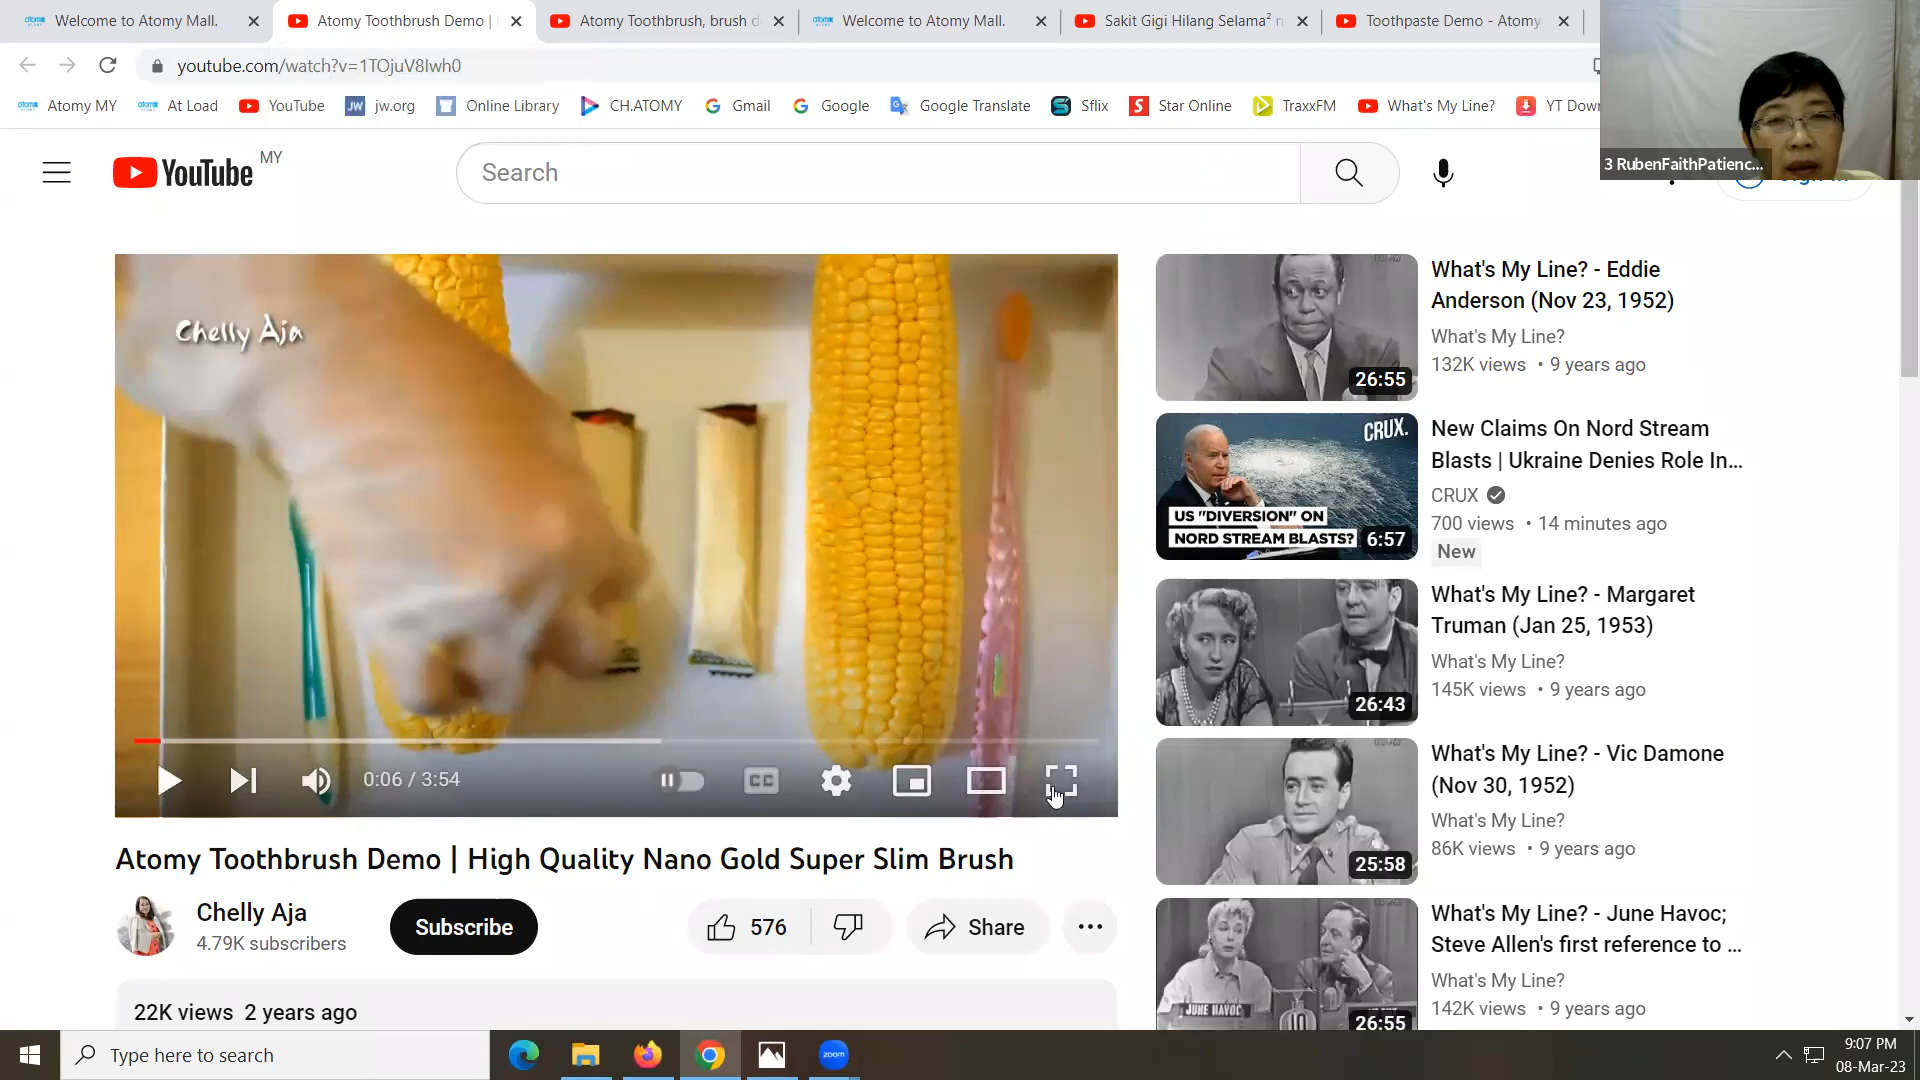 Welcome to Atomy Mall.
Atomy Toothbrush Demo |
Atomy Toothbrush, brush d
Welcome to Atomy Mall.
Sakit Gigi Hilang Selama² n
Toothpaste Demo - Atomy
youtube.com/watch?v=1TOjuV8Iwh0
Atomy MY
At Load
YouTube
jw.org
Online Library
CH.ATOMY
Gmail
Google
Google Translate
Sflix
Star Online
TraxxFM
What's My Line?
YT Down
3 RubenFaithPatienc...
YouTube MY
Search
Chelly Aja
0:06 / 3:54
CC
Atomy Toothbrush Demo | High Quality Nano Gold Super Slim Brush
Chelly Aja
4.79K subscribers
Subscribe
576
Share
22K views 2 years ago
26:55
What's My Line? - Eddie
Anderson (Nov 23, 1952)
What's My Line?
132K views • 9 years ago
CRUX.
US "DIVERSION" ON
NORD STREAM BLASTS?
6:57
New Claims On Nord Stream
Blasts | Ukraine Denies Role In...
CRUX
700 views • 14 minutes ago
New
26:43
What's My Line? - Margaret
Truman (Jan 25, 1953)
What's My Line?
145K views • 9 years ago
25:58
What's My Line? - Vic Damone
(Nov 30, 1952)
What's My Line?
86K views • 9 years ago
JUNE HAVOC
10
26:55
What's My Line? - June Havoc;
Steve Allen's first reference to ...
What's My Line?
142K views • 9 years ago
Type here to search
zoom
9:07 PM
08-Mar-23